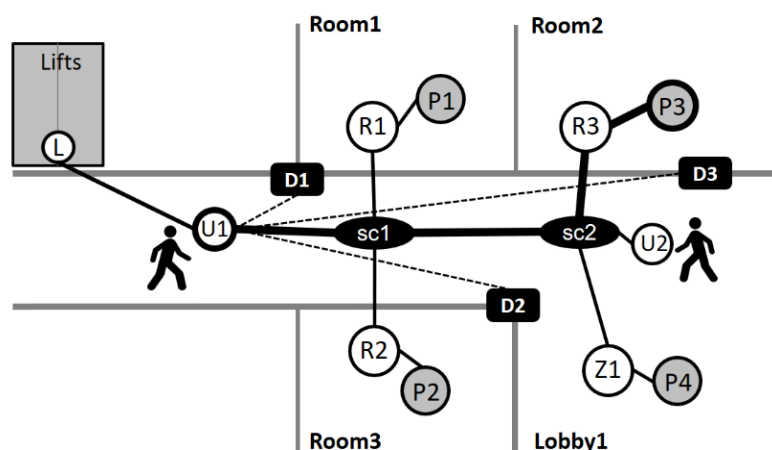 Room1
Room2
Lifts
P1
P3
R1
R3
L
D1
D3
U1
sc1
sc2
U2
D2
R2
Z1
P2
P4
Room3
Lobby1